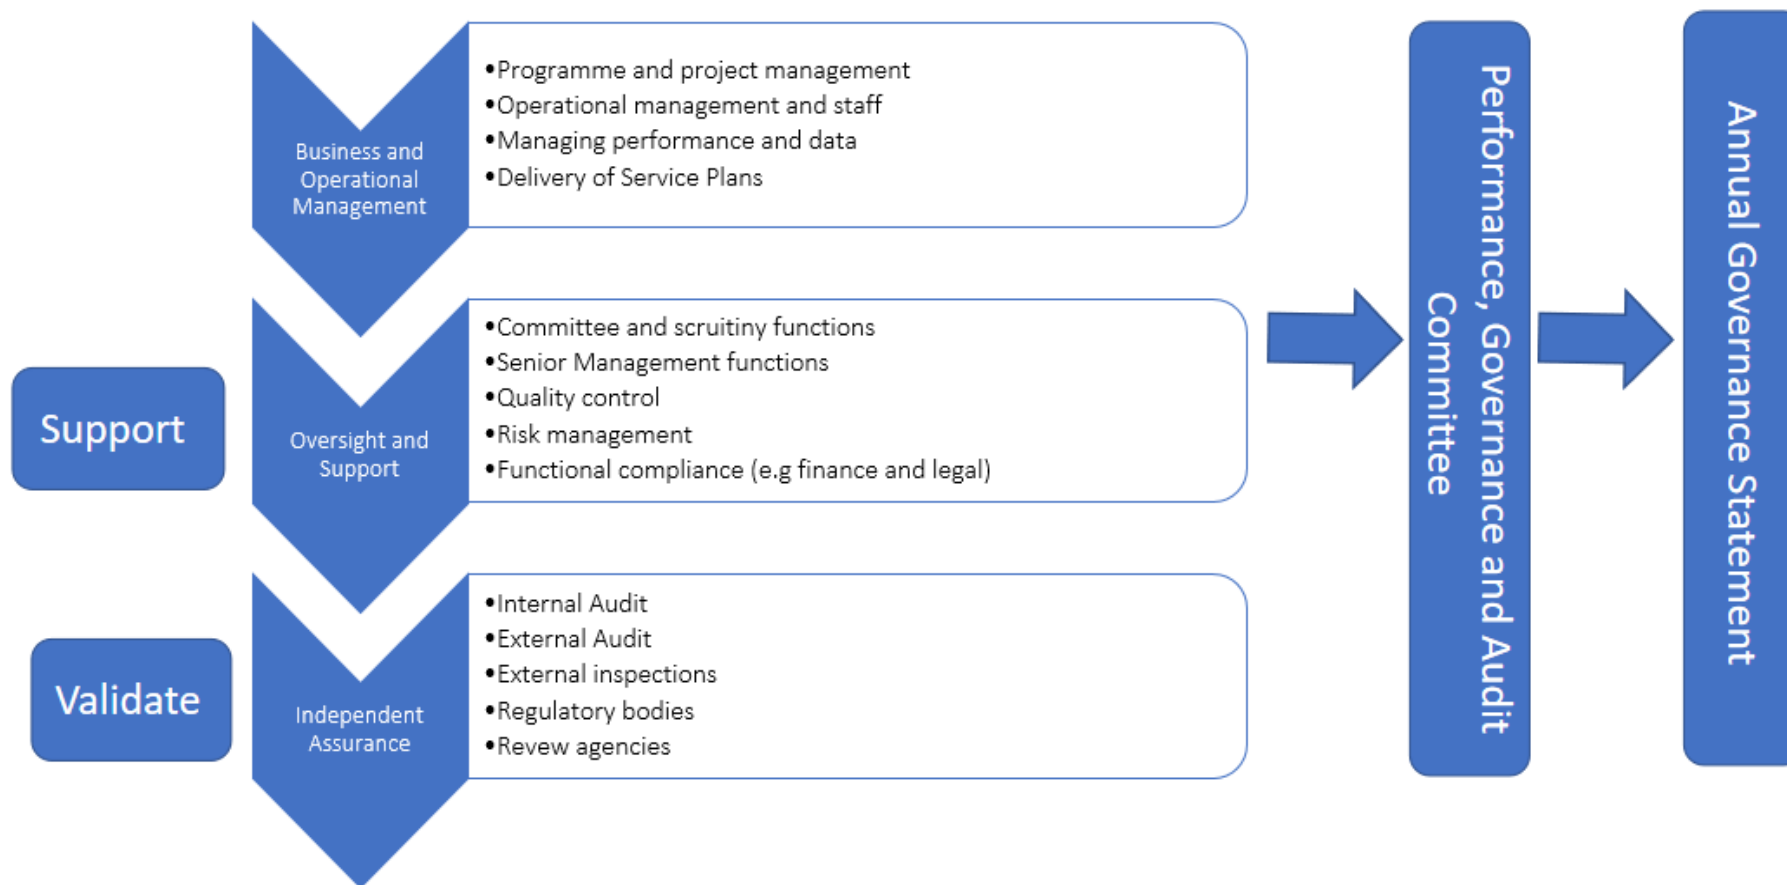 Business and
Operational
Management
•Programme and project management
•Operational management and staff
•Managing performance and data
•Delivery of Service Plans
Support
Oversight and
Support
•Committee and scruitiny functions
•Senior Management functions
•Quality control
•Risk management
•Functional compliance (e.g finance and legal)
Validate
Independent
Assurance
•Internal Audit
•External Audit
•External inspections
•Regulatory bodies
•Revew agencies
Performance, Governance and Audit
Committee
Annual Governance Statement